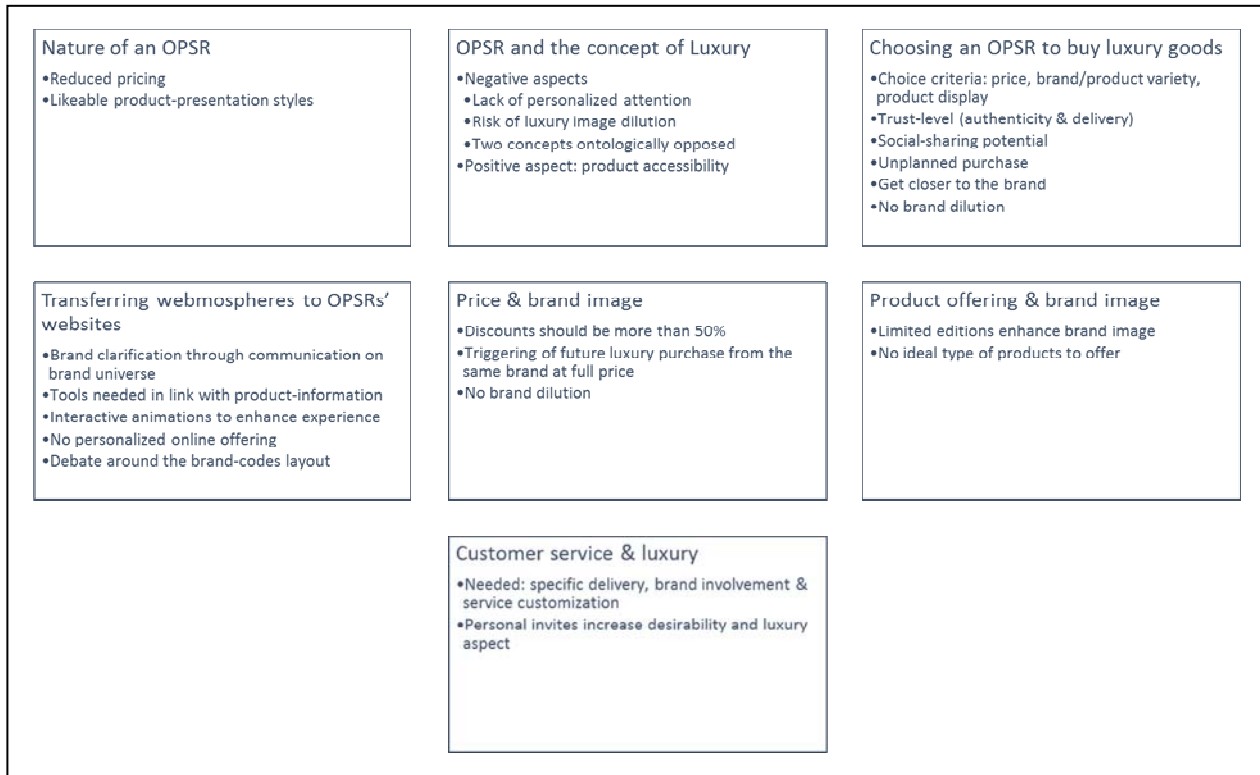 Nature of an OPSR
•Reduced pricing
•Likeable product-presentation styles
OPSR and the concept of Luxury
•Negative aspects
•Lack of personalized attention
•Risk of luxury image dilution
•Two concepts ontologically opposed
•Positive aspect: product accessibility
Choosing an OPSR to buy luxury goods
•Choice criteria: price, brand/product variety,
product display
•Trust-level (authenticity & delivery)
•Social-sharing potential
•Unplanned purchase
•Get closer to the brand
•No brand dilution
Transferring webmospheres to OPSRs'
websites
•Brand clarification through communication on
brand universe
•Tools needed in link with product-information
•Interactive animations to enhance experience
•No personalized online offering
•Debate around the brand-codes layout
Price & brand image
•Discounts should be more than 50%
•Triggering of future luxury purchase from the
same brand at full price
•No brand dilution
Product offering & brand image
•Limited editions enhance brand image
•No ideal type of products to offer
Customer service & luxury
•Needed: specific delivery, brand involvement &
service customization
•Personal invites increase desirability and luxury
aspect